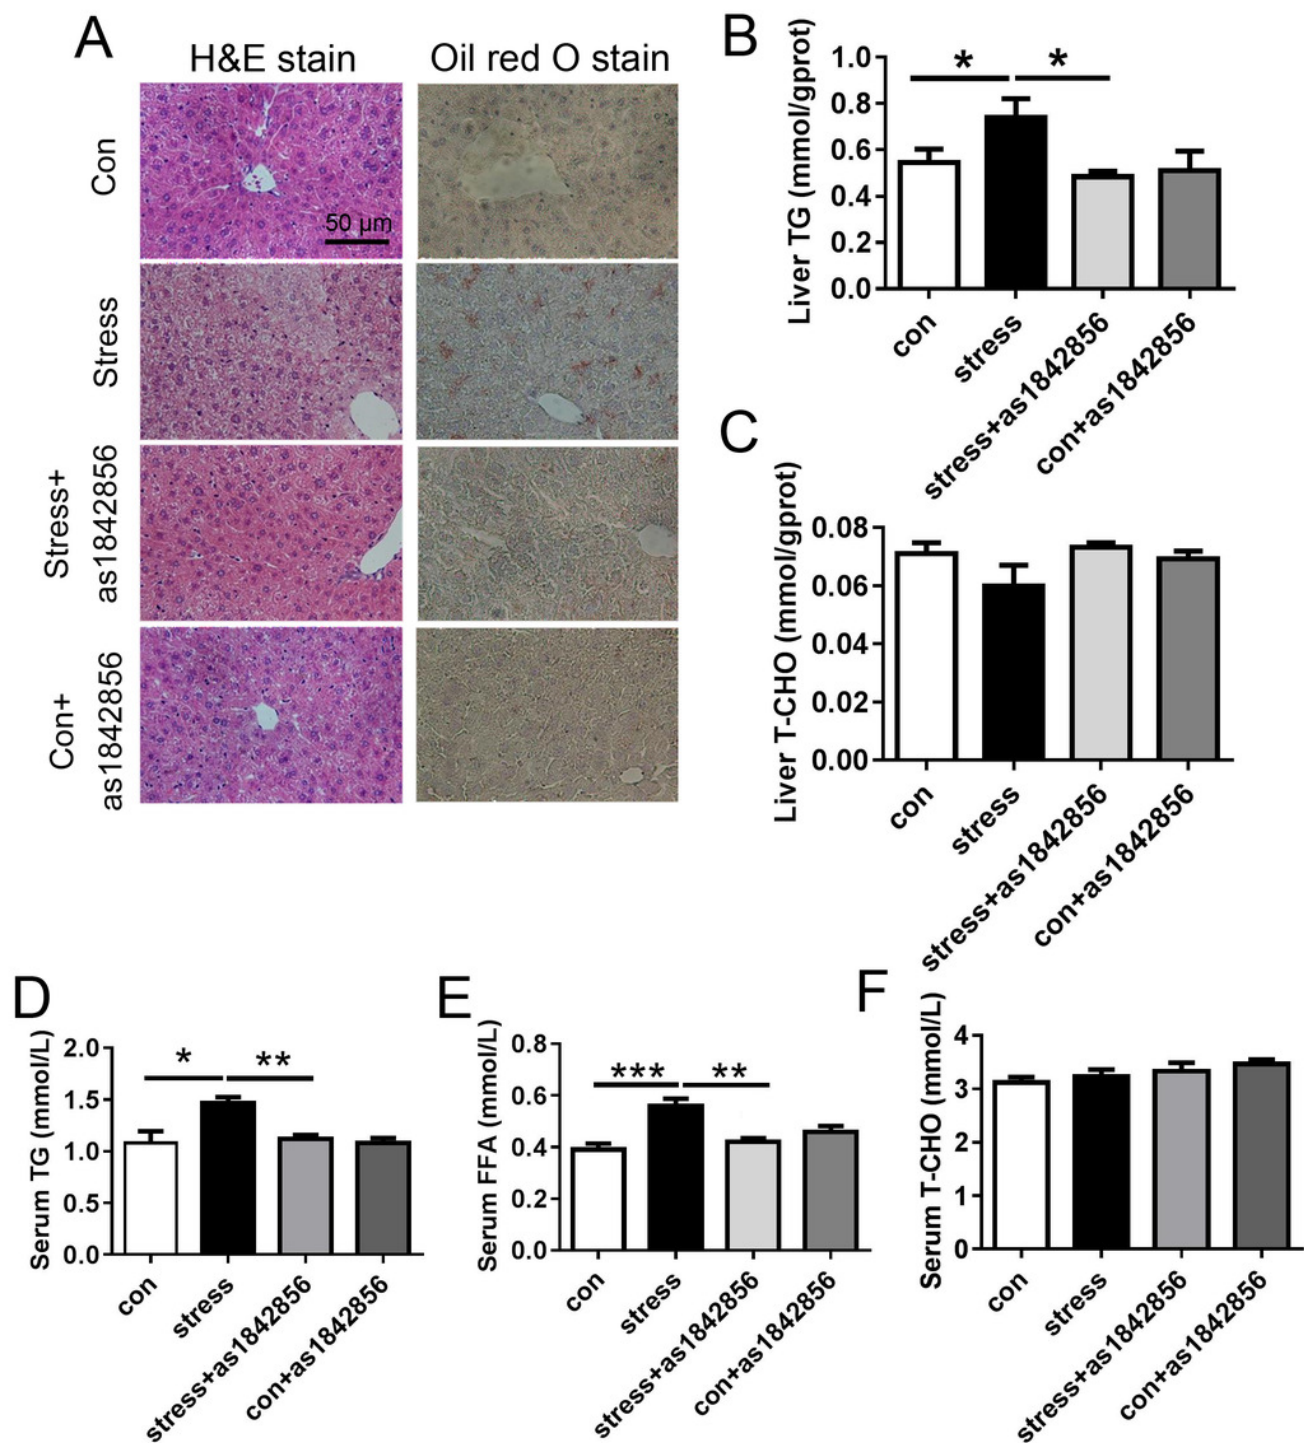 A
H&E stain
Oil red O stain
Con
50 μm
Stress
Stress+
as1842856
Con+
as1842856
B
Liver TG (mmol/gprot)
1.0
0.8
0.6
0.4
0.2
0.0
*
*
con
stress
stress+as1842856
con+as1842856
C
Liver T-CHO (mmol/gprot)
0.08
0.06
0.04
0.02
0.00
con
stress
stress+as1842856
con+as1842856
D
Serum TG (mmol/L)
2.0
1.5
1.0
0.5
0.0
*
**
con
stress
stress+as1842856
con+as1842856
E
Serum FFA (mmol/L)
0.8
0.6
0.4
0.2
0.0
***
**
con
stress
stress+as1842856
con+as1842856
F
Serum T-CHO (mmol/L)
4
3
2
1
0
con
stress
stress+as1842856
con+as1842856